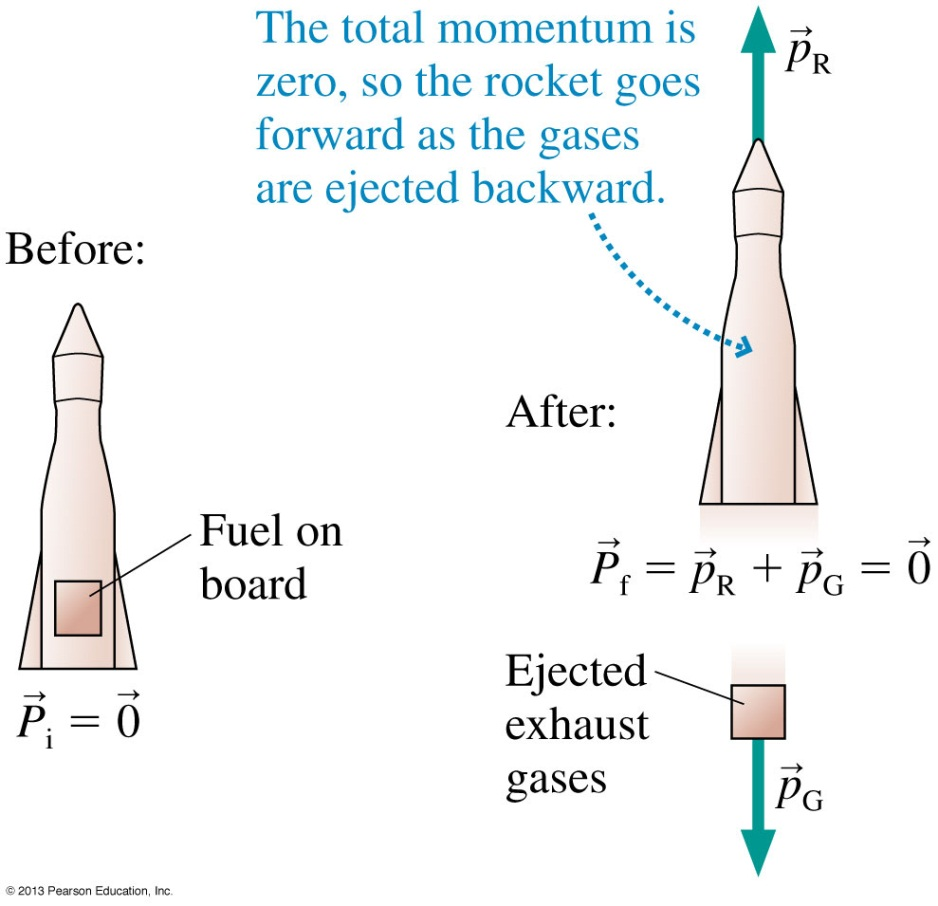 The total momentum is
zero, so the rocket goes
forward as the gases
are ejected backward.
Before:
Fuel on
board
P⃗i = 0⃗
p⃗R
After:
P⃗f = p⃗R + p⃗G = 0⃗
Ejected
exhaust
gases
p⃗G
© 2013 Pearson Education, Inc.